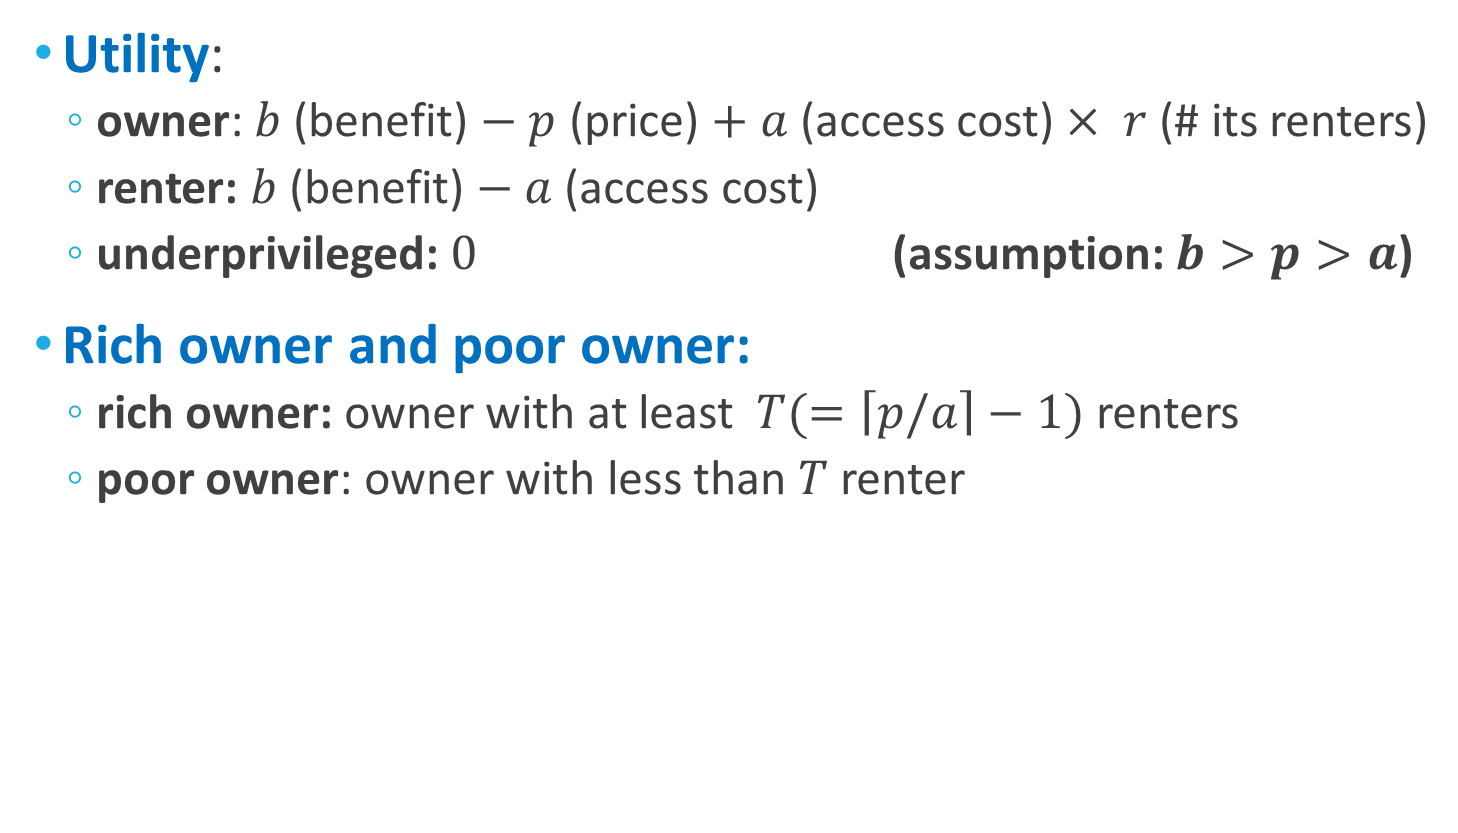 • Utility:
◦ owner: b (benefit) − p (price) + a (access cost) × r (# its renters)
◦ renter: b (benefit) − a (access cost)
◦ underprivileged: 0 (assumption: b > p > a)
• Rich owner and poor owner:
◦ rich owner: owner with at least T(= ⌈p/a⌉ − 1) renters
◦ poor owner: owner with less than T renter